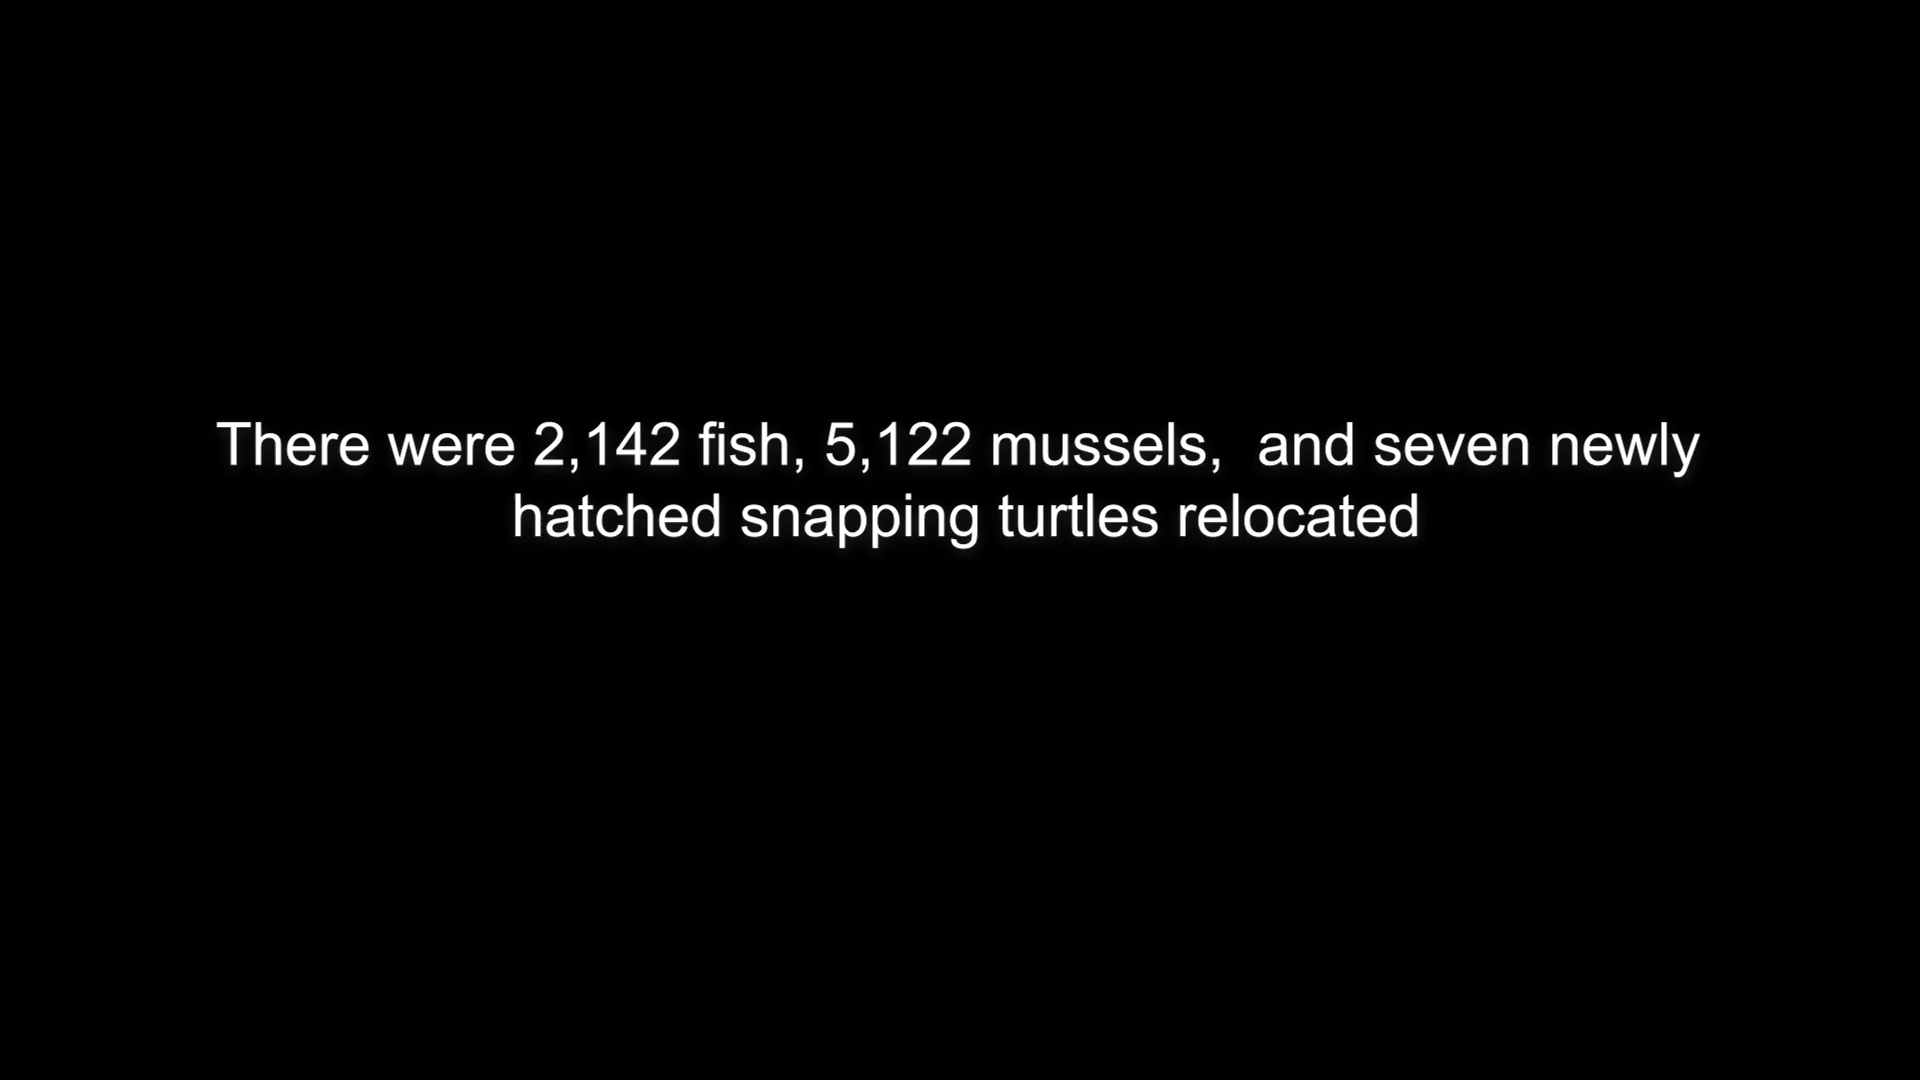 There were 2,142 fish, 5,122 mussels,  and seven newly
hatched snapping turtles relocated